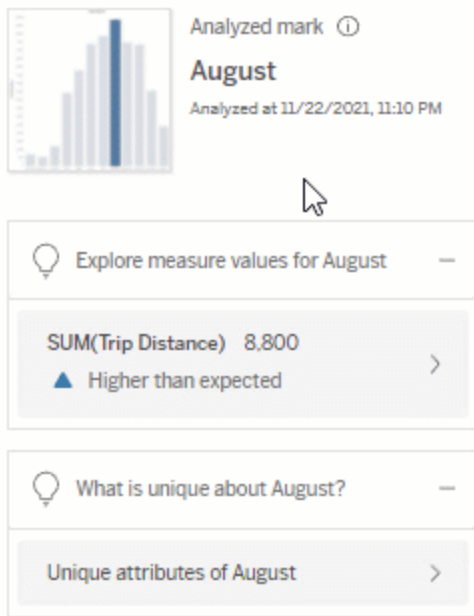 Analyzed mark
August
Analyzed at 11/22/2021, 11:10 PM
Explore measure values for August
SUM(Trip Distance) 8,800
Higher than expected
What is unique about August?
Unique attributes of August